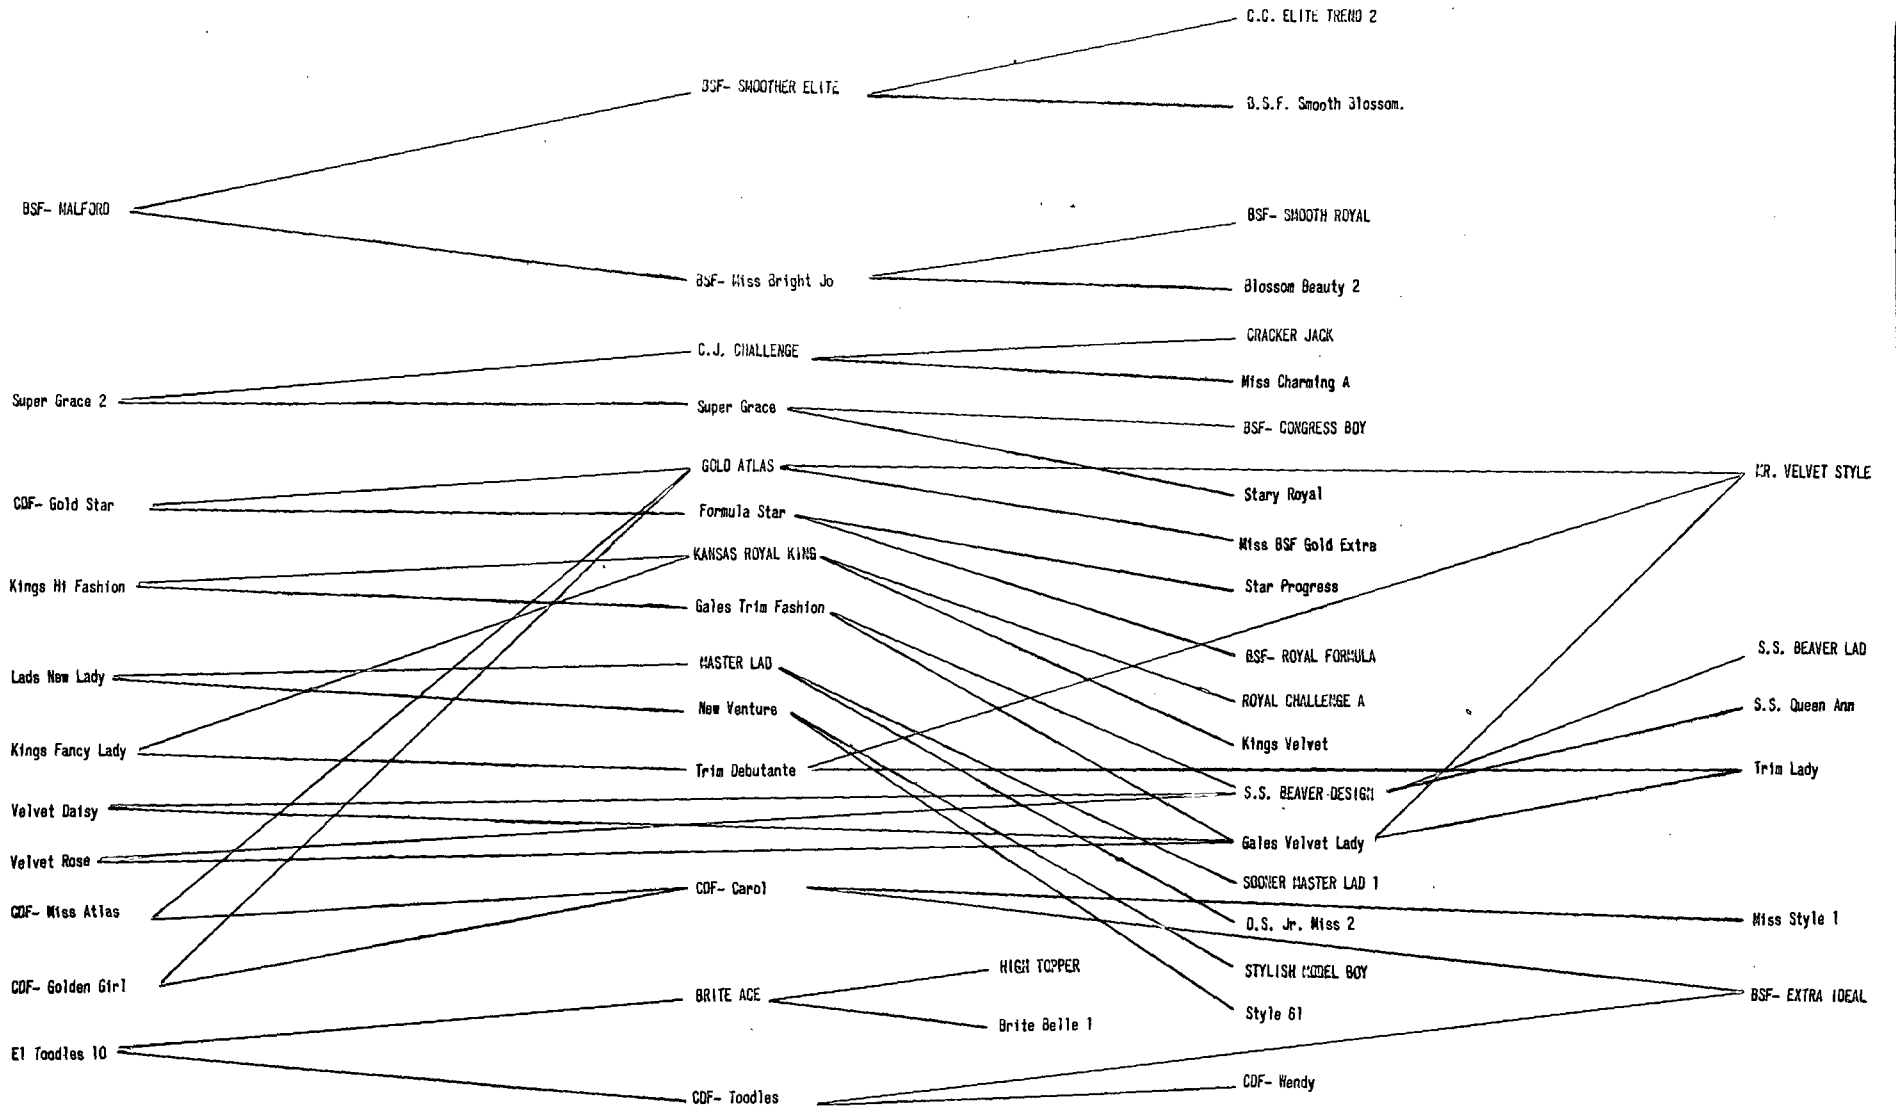 C.C. ELITE TREND 2
BSF- SMOOTHER ELITE
B.S.F. Smooth Blossom.
BSF- MALFORD
BSF- SMOOTH ROYAL
BSF- Miss Bright Jo
Blossom Beauty 2
CRACKER JACK
C.J. CHALLENGE
Miss Charming A
Super Grace 2
Super Grace
BSF- CONGRESS BOY
GOLD ATLAS
MR. VELVET STYLE
Stary Royal
CDF- Gold Star
Formula Star
Miss BSF Gold Extra
KANSAS ROYAL KING
Kings Hi Fashion
Star Progress
Gales Trim Fashion
S.S. BEAVER LAD
BSF- ROYAL FORMULA
MASTER LAD
Lads New Lady
ROYAL CHALLENGE A
S.S. Queen Ann
New Venture
Kings Velvet
Kings Fancy Lady
Trim Debutante
Trim Lady
S.S. BEAVER DESIGN
Velvet Daisy
Gales Velvet Lady
Velvet Rose
SOONER MASTER LAD 1
CDF- Carol
CDF- Miss Atlas
Miss Style 1
O.S. Jr. Miss 2
HIGH TOPPER
STYLISH MODEL BOY
CDF- Golden Girl
BRITE ACE
BSF- EXTRA IDEAL
Style 61
Brite Belle 1
El Toodles 10
CDF- Wendy
CDF- Toodles